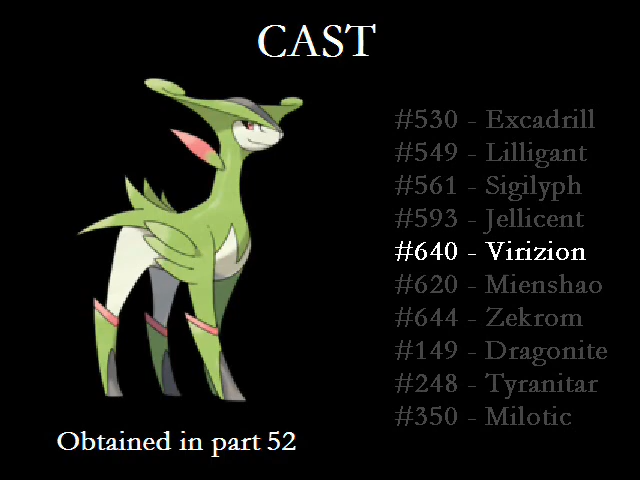 CAST
#530 - Excadrill
#549 - Lilligant
#561 - Sigilyph
#593 - Jellicent
#640 - Virizion
#620 - Mienshao
#644 - Zekrom
#149 - Dragonite
#248 - Tyranitar
#350 - Milotic
Obtained in part 52